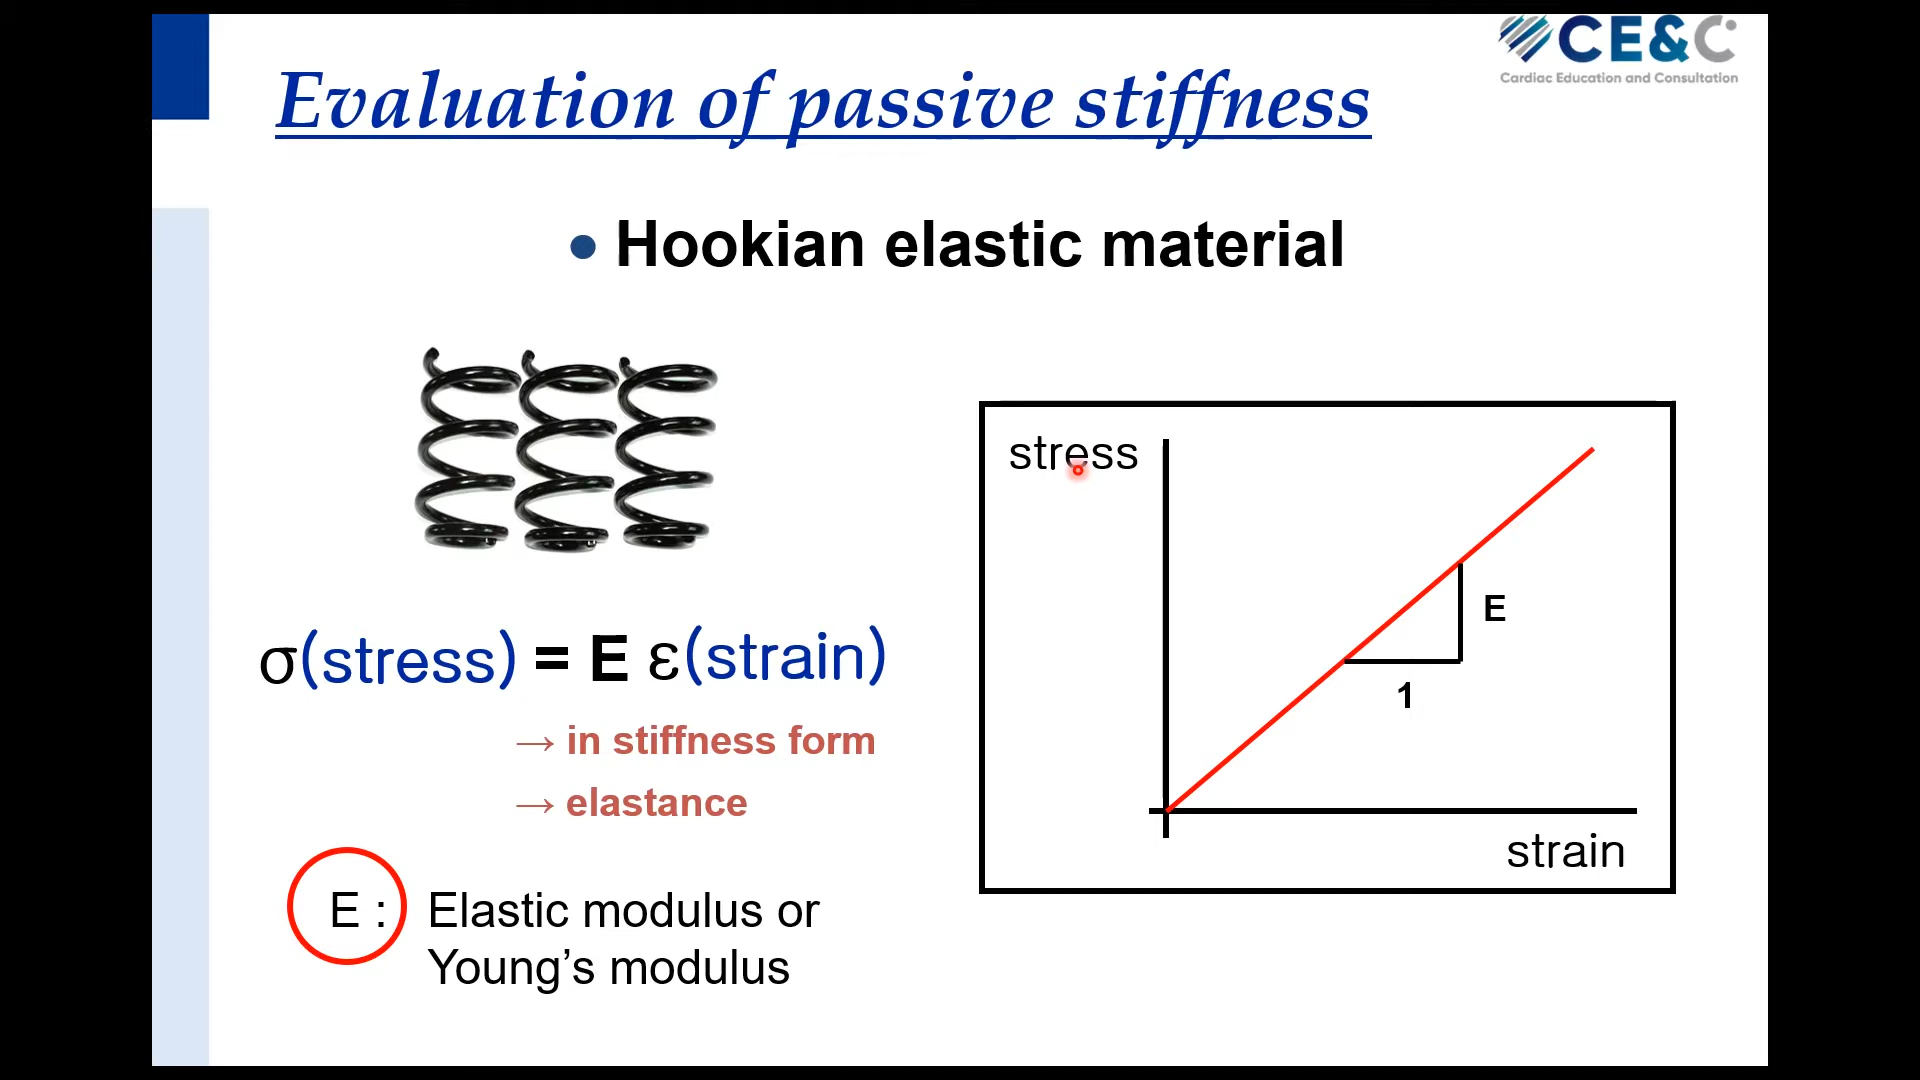 CE&C
Cardiac Education and Consultation
Evaluation of passive stiffness
• Hookian elastic material
σ(stress) = E ε(strain)
→ in stiffness form
→ elastance
E : Elastic modulus or
Young’s modulus
stress
E
1
strain